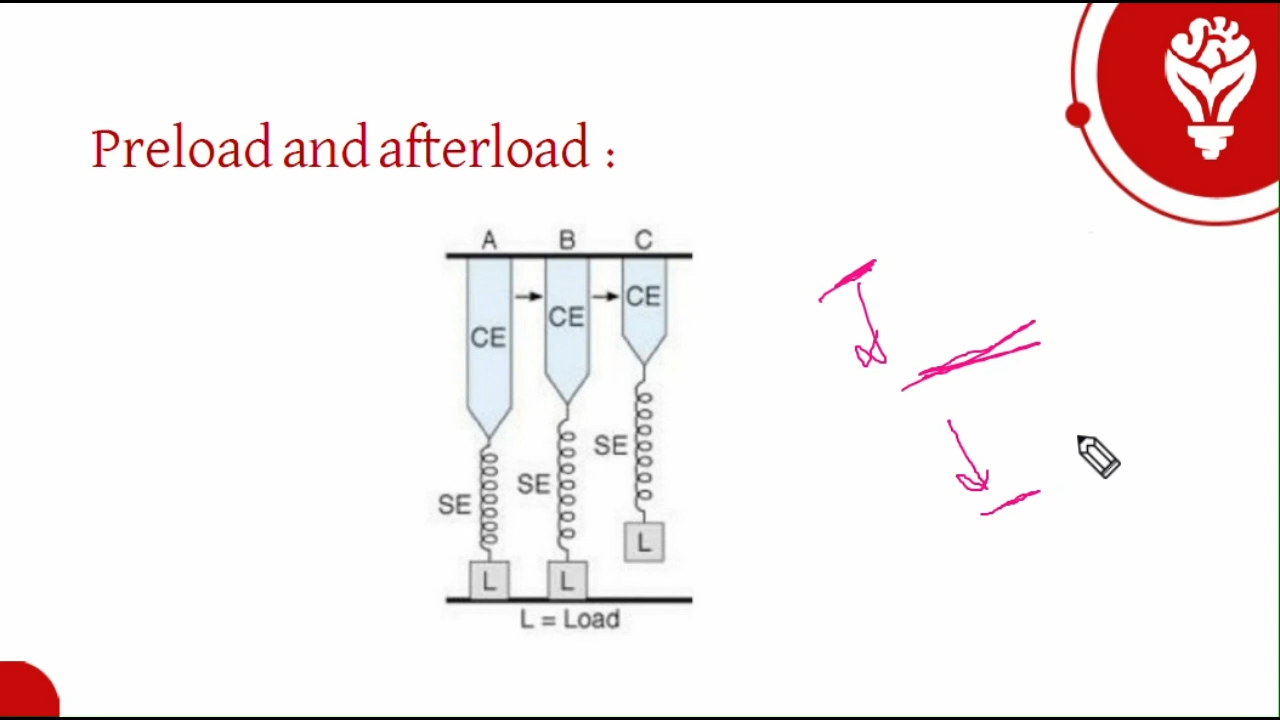 Preload and afterload :
A B C
CE CE CE
SE SE SE
L L L
L = Load